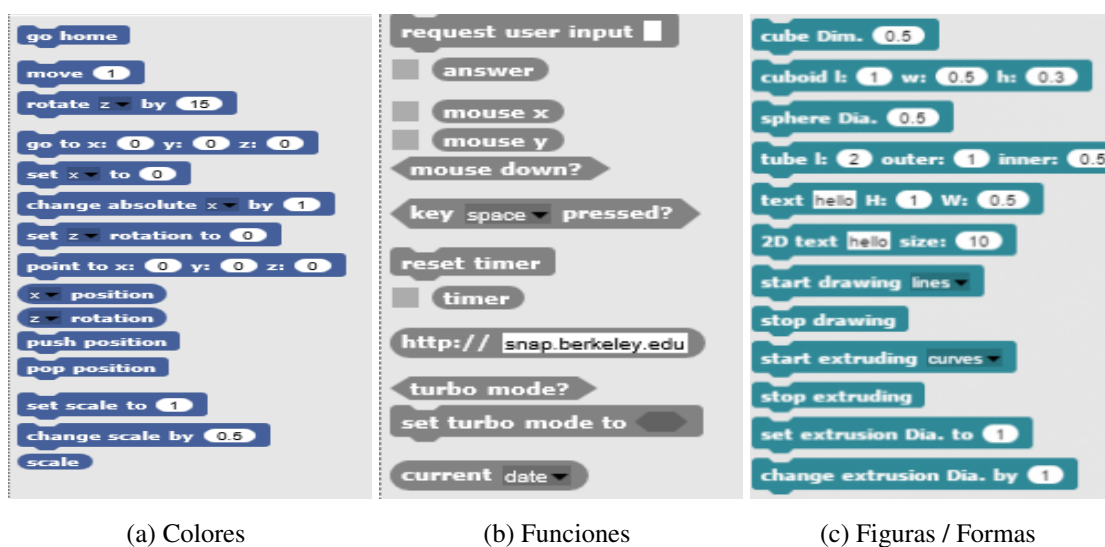 go home
move 1
rotate z by 15
go to x: 0 y: 0 z: 0
set x to 0
change absolute x by 1
set z rotation to 0
point to x: 0 y: 0 z: 0
x position
z rotation
push position
pop position
set scale to 1
change scale by 0.5
scale
(a) Colores
request user input
answer
mouse x
mouse y
mouse down?
key space pressed?
reset timer
timer
http:// snap.berkeley.edu
turbo mode?
set turbo mode to
current date
(b) Funciones
cube Dim. 0.5
cuboid l: 1 w: 0.5 h: 0.3
sphere Dia. 0.5
tube l: 2 outer: 1 inner: 0.5
text hello H: 1 W: 0.5
2D text hello size: 10
start drawing lines
stop drawing
start extruding curves
stop extruding
set extrusion Dia. to 1
change extrusion Dia. by 1
(c) Figuras / Formas